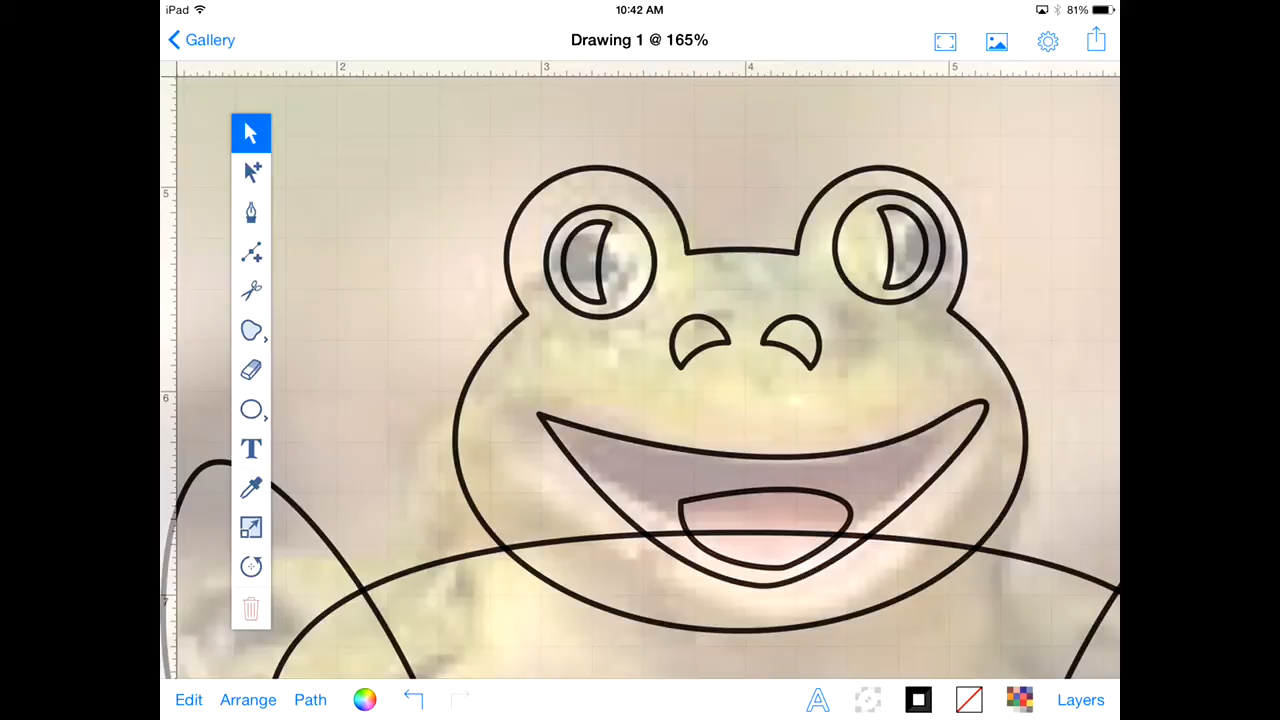 iPad 10:42 AM 81%
Gallery Drawing 1 @ 165%
2 3 4 5
5
6
7
T
Edit Arrange Path A Layers